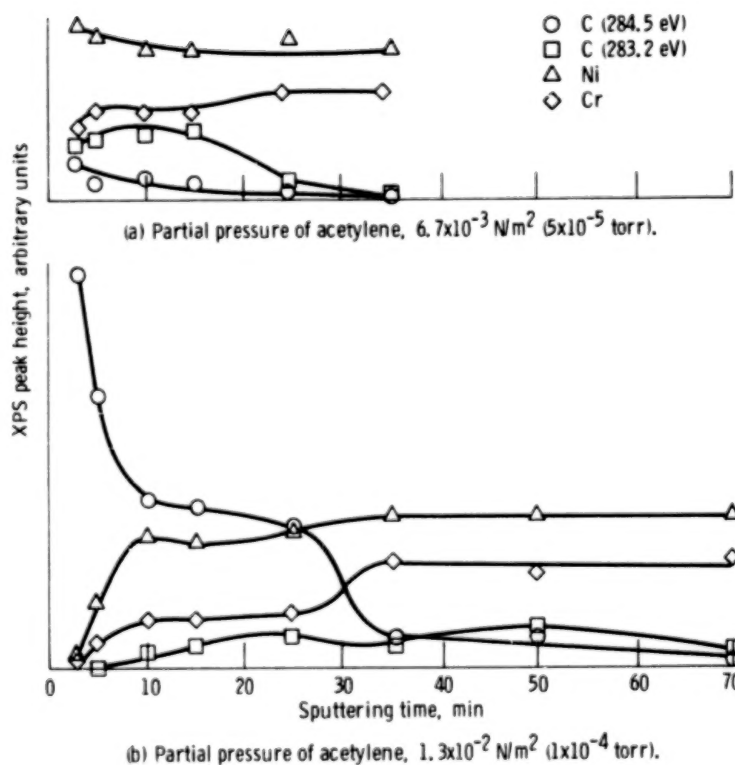 C (284.5 eV)
C (283.2 eV)
Ni
Cr
XPS peak height, arbitrary units
(a) Partial pressure of acetylene, 6.7x10⁻³ N/m² (5x10⁻⁵ torr).
0 10 20 30 40 50 60 70
Sputtering time, min
(b) Partial pressure of acetylene, 1.3x10⁻² N/m² (1x10⁻⁴ torr).